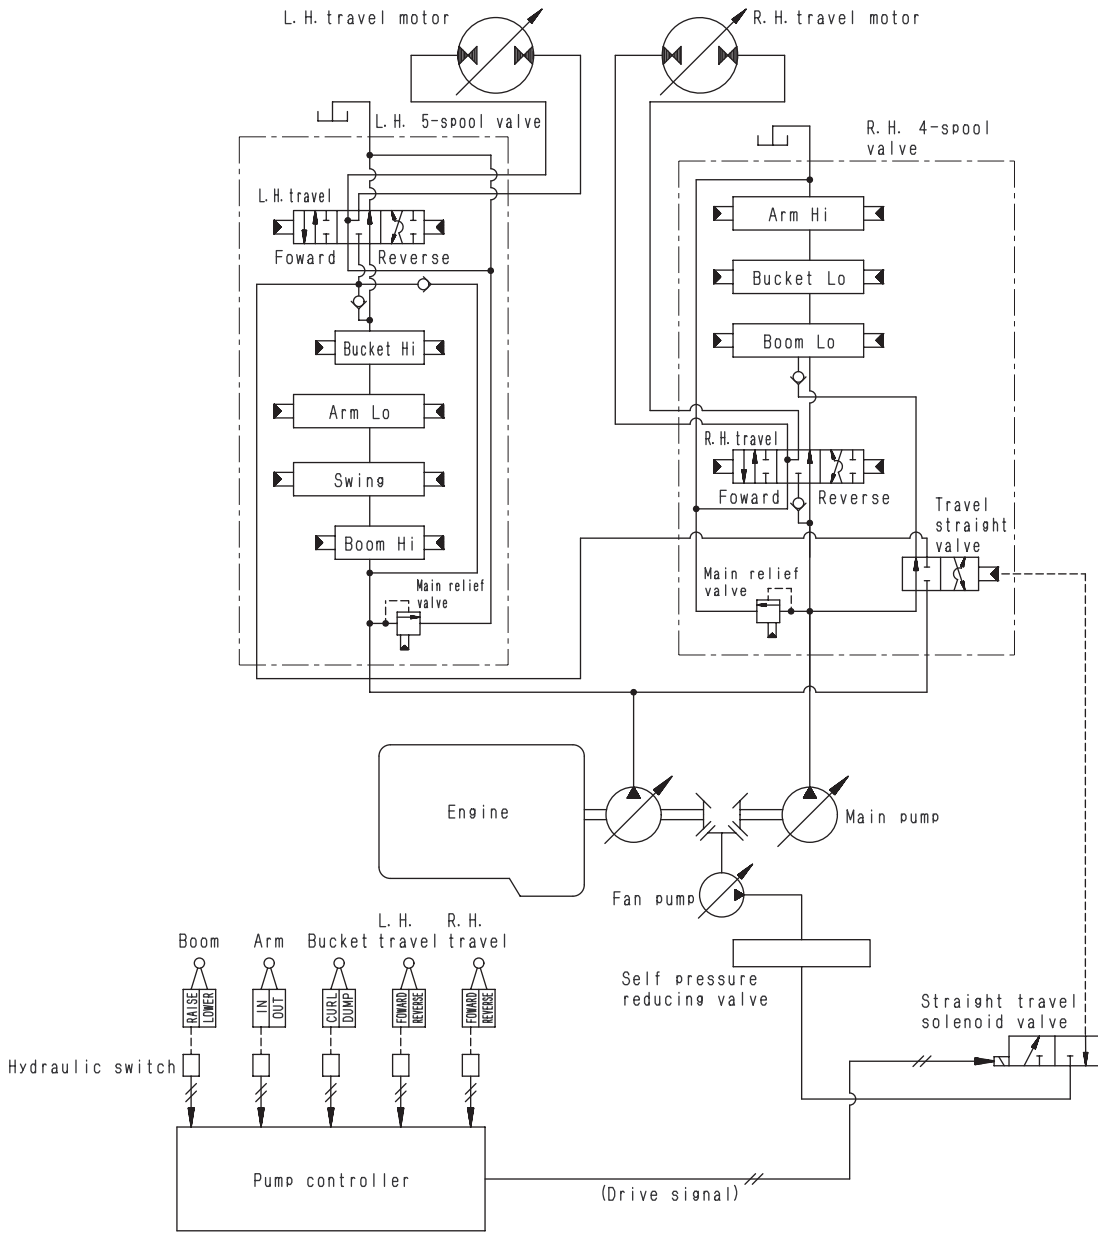 L. H. travel motor
R. H. travel motor
L. H. 5-spool valve
R. H. 4-spool
valve
L. H. travel
Foward
Reverse
Arm Hi
Bucket Lo
Boom Lo
Bucket Hi
Arm Lo
Swing
Boom Hi
R. H. travel
Foward
Reverse
Travel
straight
valve
Main relief
valve
Main relief
valve
Engine
Main pump
Fan pump
Self pressure
reducing valve
Straight travel
solenoid valve
Boom
Arm
Bucket
L. H.
travel
R. H.
travel
RAISE
LOWER
IN
OUT
CURL
DUMP
FOWARD
REVERSE
FOWARD
REVERSE
Hydraulic switch
Pump controller
(Drive signal)